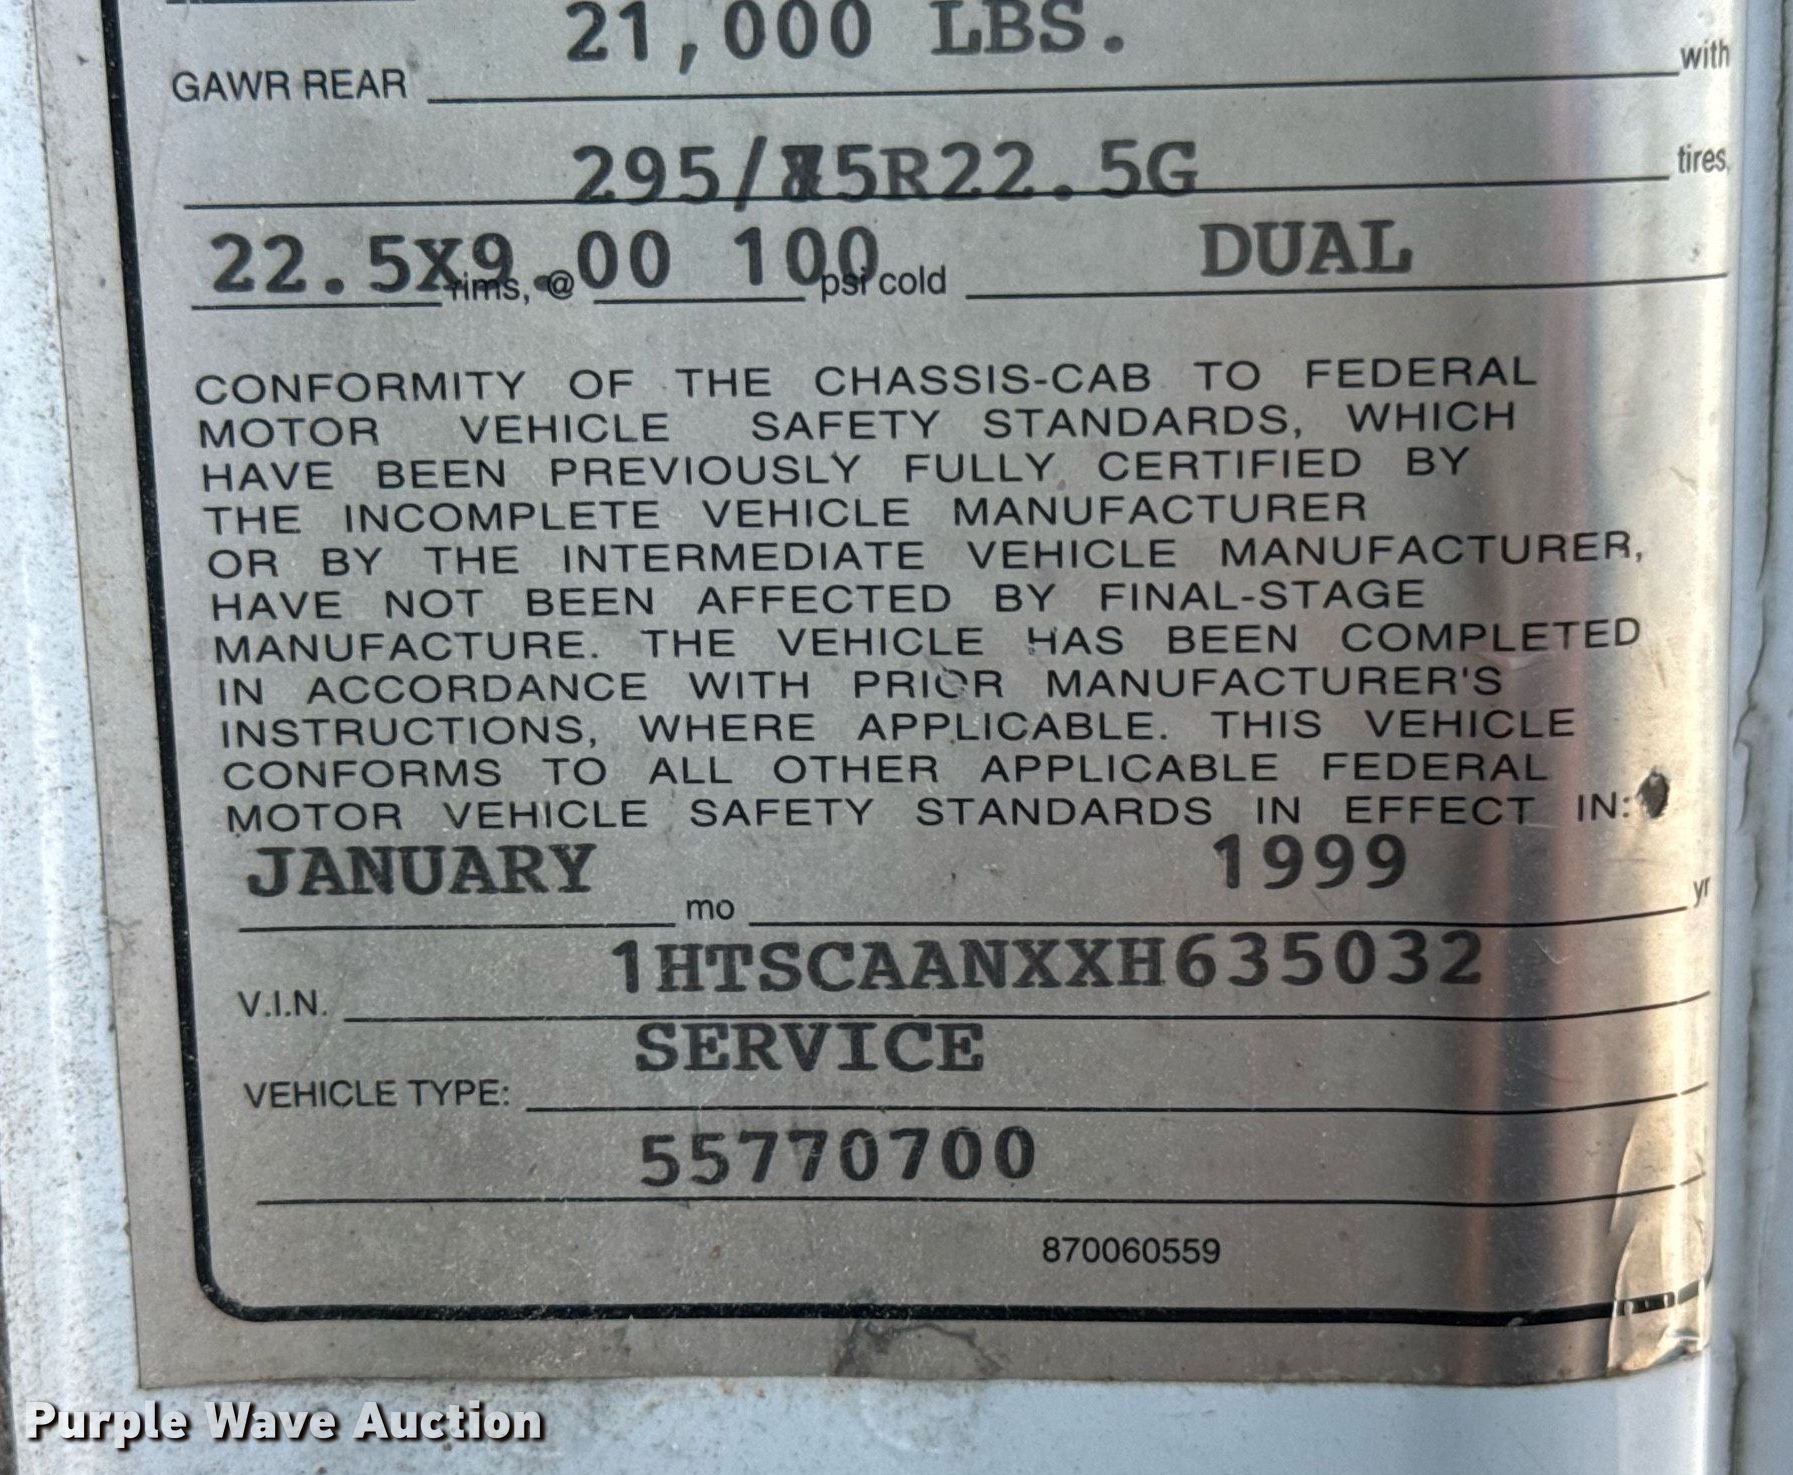 21,000 LBS.
GAWR REAR with
295/75R22.5G tires,
22.5X9.00 100 DUAL
rims, @ psi cold
CONFORMITY OF THE CHASSIS-CAB TO FEDERAL
MOTOR VEHICLE SAFETY STANDARDS, WHICH
HAVE BEEN PREVIOUSLY FULLY CERTIFIED BY
THE INCOMPLETE VEHICLE MANUFACTURER
OR BY THE INTERMEDIATE VEHICLE MANUFACTURER,
HAVE NOT BEEN AFFECTED BY FINAL-STAGE
MANUFACTURE. THE VEHICLE HAS BEEN COMPLETED
IN ACCORDANCE WITH PRIOR MANUFACTURER'S
INSTRUCTIONS, WHERE APPLICABLE. THIS VEHICLE
CONFORMS TO ALL OTHER APPLICABLE FEDERAL
MOTOR VEHICLE SAFETY STANDARDS IN EFFECT IN:
JANUARY mo 1999 yr
V.I.N. 1HTSCAANXXH635032
VEHICLE TYPE: SERVICE
55770700
870060559
Purple Wave Auction